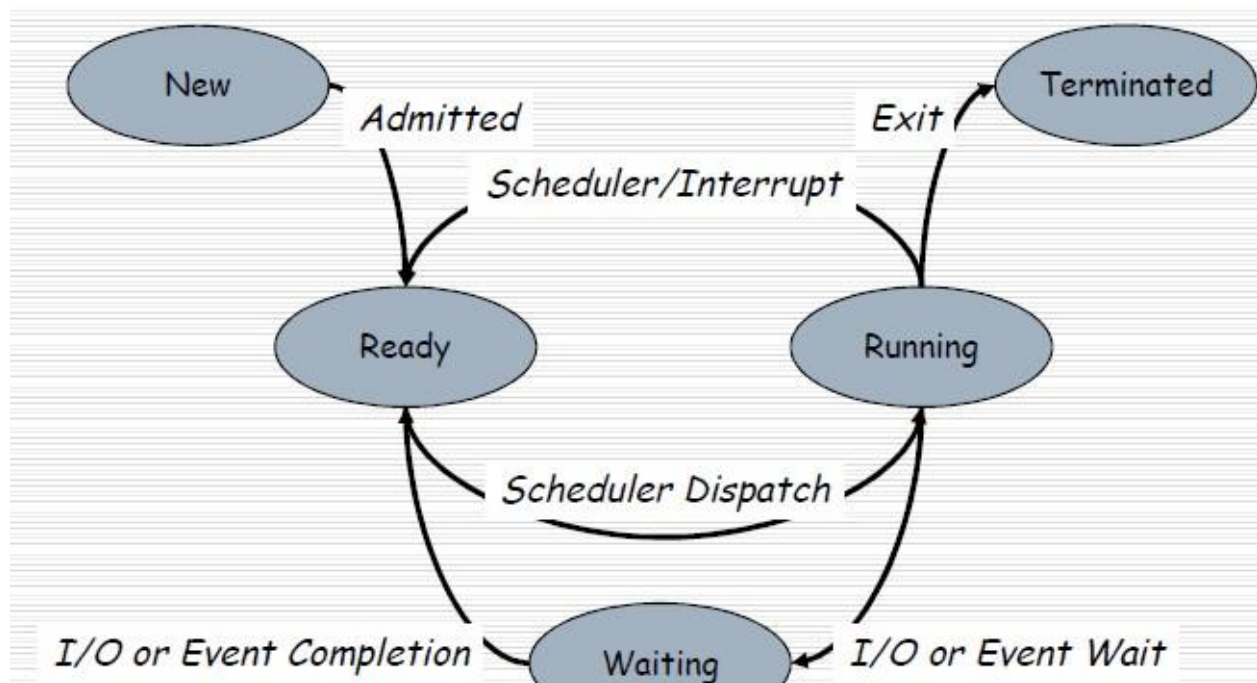 New
Terminated
Admitted
Exit
Scheduler/Interrupt
Ready
Running
Scheduler Dispatch
I/O or Event Completion
Waiting
I/O or Event Wait